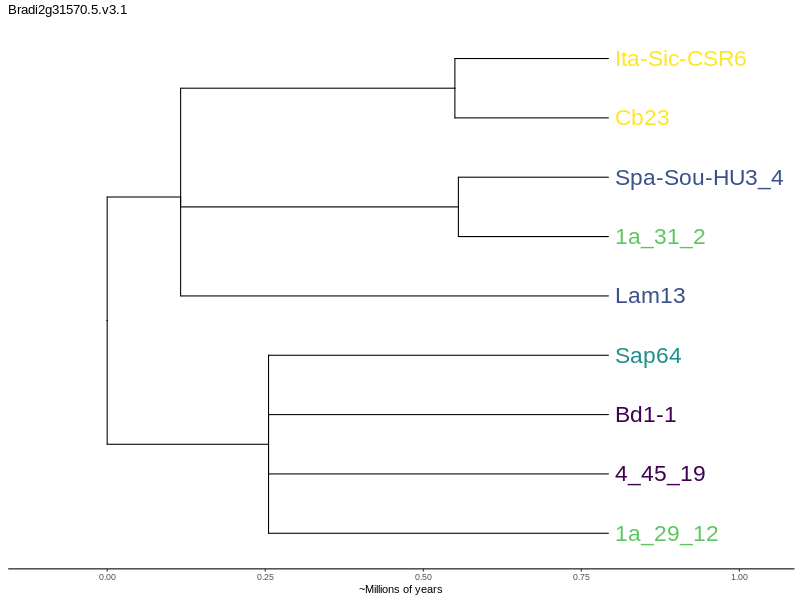 Bradi2g31570.5.v3.1
Ita-Sic-CSR6
Cb23
Spa-Sou-HU3_4
1a_31_2
Lam13
Sap64
Bd1-1
4_45_19
1a_29_12
0.00 0.25 0.50 0.75 1.00
~Millions of years